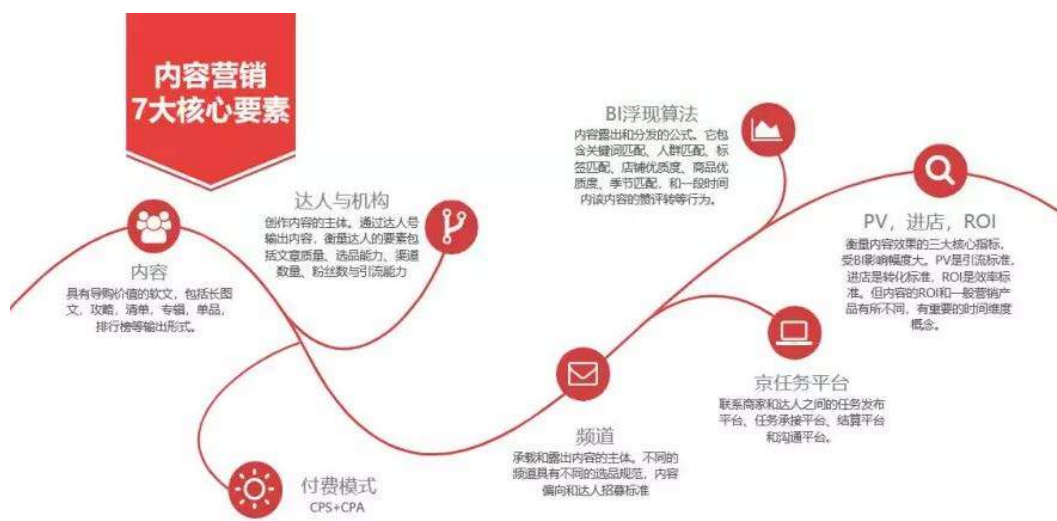 内容营销
7大核心要素
内容
具有导购价值的软文，包括长图
文，攻略，清单，专辑，单品，
排行榜等输出形式。
达人与机构
创作内容的主体。通过达人号
输出内容，衡量达人的要素包
括文章质量、选品能力、渠道
数量、粉丝数与引流能力
付费模式
CPS+CPA
频道
承载和露出内容的主体。不同的
频道具有不同的选品规范，内容
偏向和达人招募标准
BI浮现算法
内容露出和分发的公式。它包
含关键词匹配、人群匹配、标
签匹配、店铺优质度、商品优
质度、季节匹配，和一段时间
内该内容的赞评转等行为。
京任务平台
联系商家和达人之间的任务发布
平台、任务承接平台、结算平台
和沟通平台。
PV，进店，ROI
衡量内容效果的三大核心指标，
受BI影响幅度大。PV是引流标准，
进店是转化标准，ROI是效率标
准。但内容的ROI和一般营销产
品有所不同，有重要的时间维度
概念。